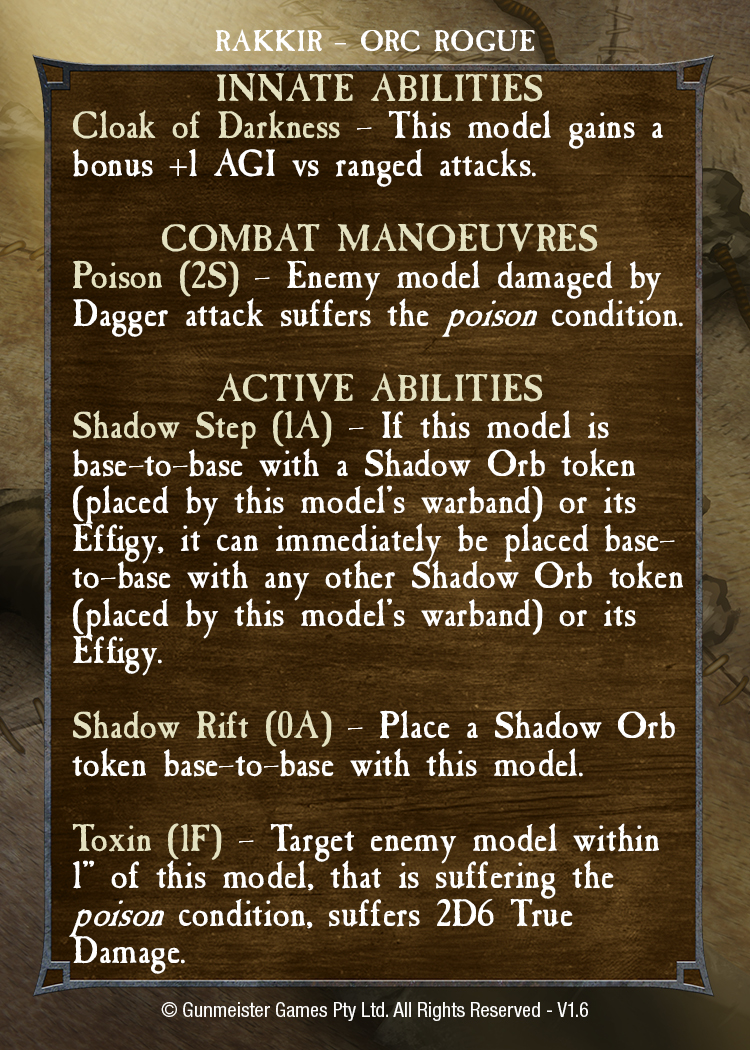 RAKKIR – ORC ROGUE
INNATE ABILITIES
Cloak of Darkness – This model gains a
bonus +1 AGI vs ranged attacks.
COMBAT MANOEUVRES
Poison (2S) – Enemy model damaged by
Dagger attack suffers the poison condition.
ACTIVE ABILITIES
Shadow Step (1A) – If this model is
base-to-base with a Shadow Orb token
(placed by this model's warband) or its
Effigy, it can immediately be placed base-
to-base with any other Shadow Orb token
(placed by this model's warband) or its
Effigy.
Shadow Rift (0A) – Place a Shadow Orb
token base-to-base with this model.
Toxin (1F) – Target enemy model within
1" of this model, that is suffering the
poison condition, suffers 2D6 True
Damage.
© Gunmeister Games Pty Ltd. All Rights Reserved - V1.6